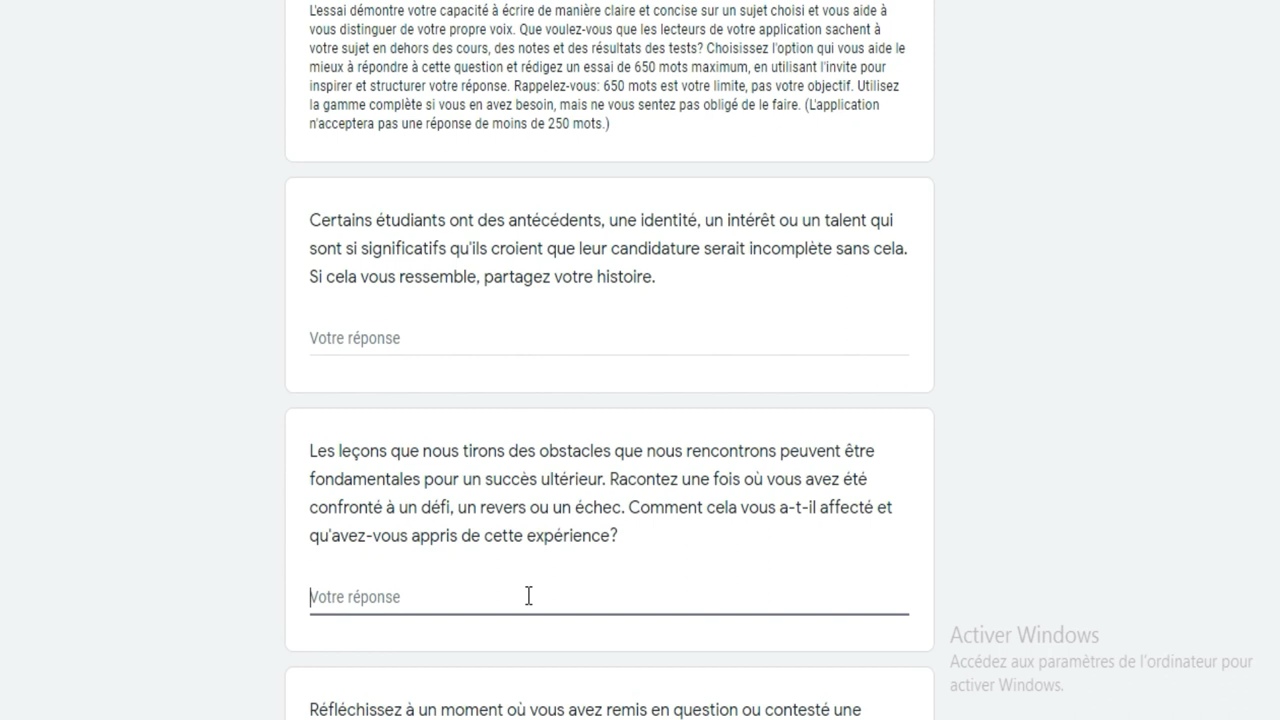 L'essai démontre votre capacité à écrire de manière claire et concise sur un sujet choisi et vous aide à
vous distinguer de votre propre voix. Que voulez-vous que les lecteurs de votre application sachent à
votre sujet en dehors des cours, des notes et des résultats des tests? Choisissez l'option qui vous aide le
mieux à répondre à cette question et rédigez un essai de 650 mots maximum, en utilisant l'invite pour
inspirer et structurer votre réponse. Rappelez-vous: 650 mots est votre limite, pas votre objectif. Utilisez
la gamme complète si vous en avez besoin, mais ne vous sentez pas obligé de le faire. (L'application
n'acceptera pas une réponse de moins de 250 mots.)
Certains étudiants ont des antécédents, une identité, un intérêt ou un talent qui
sont si significatifs qu'ils croient que leur candidature serait incomplète sans cela.
Si cela vous ressemble, partagez votre histoire.
Votre réponse
Les leçons que nous tirons des obstacles que nous rencontrons peuvent être
fondamentales pour un succès ultérieur. Racontez une fois où vous avez été
confronté à un défi, un revers ou un échec. Comment cela vous a-t-il affecté et
qu'avez-vous appris de cette expérience?
Votre réponse
Activer Windows
Accédez aux paramètres de l'ordinateur pour
activer Windows.
Réfléchissez à un moment où vous avez remis en question ou contesté une